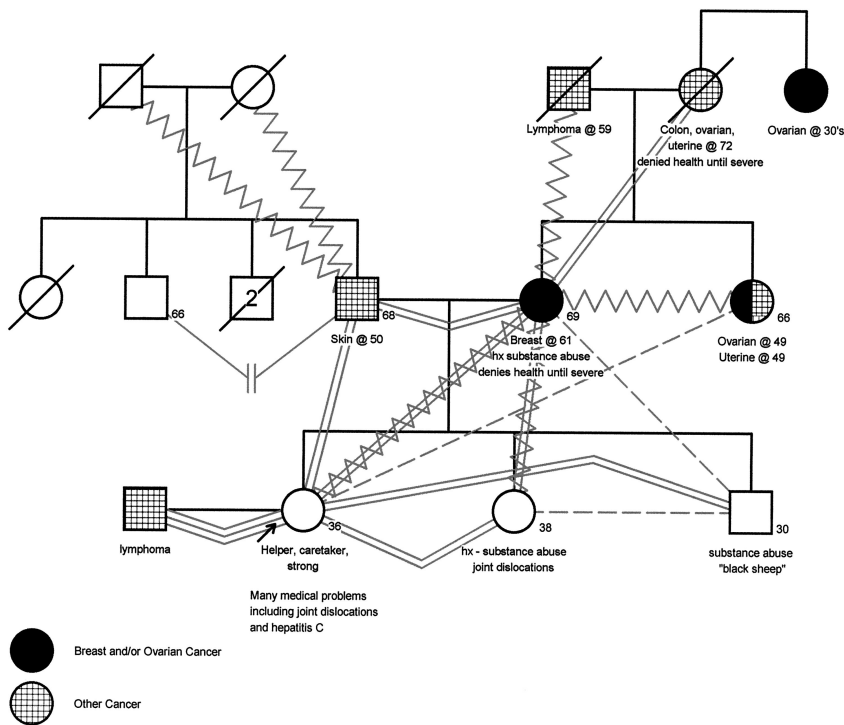 Lymphoma @ 59
Colon, ovarian,
uterine @ 72
denied health until severe
Ovarian @ 30's
66
2
68
Skin @ 50
69
Breast @ 61
hx substance abuse
denies health until severe
66
Ovarian @ 49
Uterine @ 49
lymphoma
36
Helper, caretaker,
strong
Many medical problems
including joint dislocations
and hepatitis C
38
hx - substance abuse
joint dislocations
30
substance abuse
"black sheep"
Breast and/or Ovarian Cancer
Other Cancer